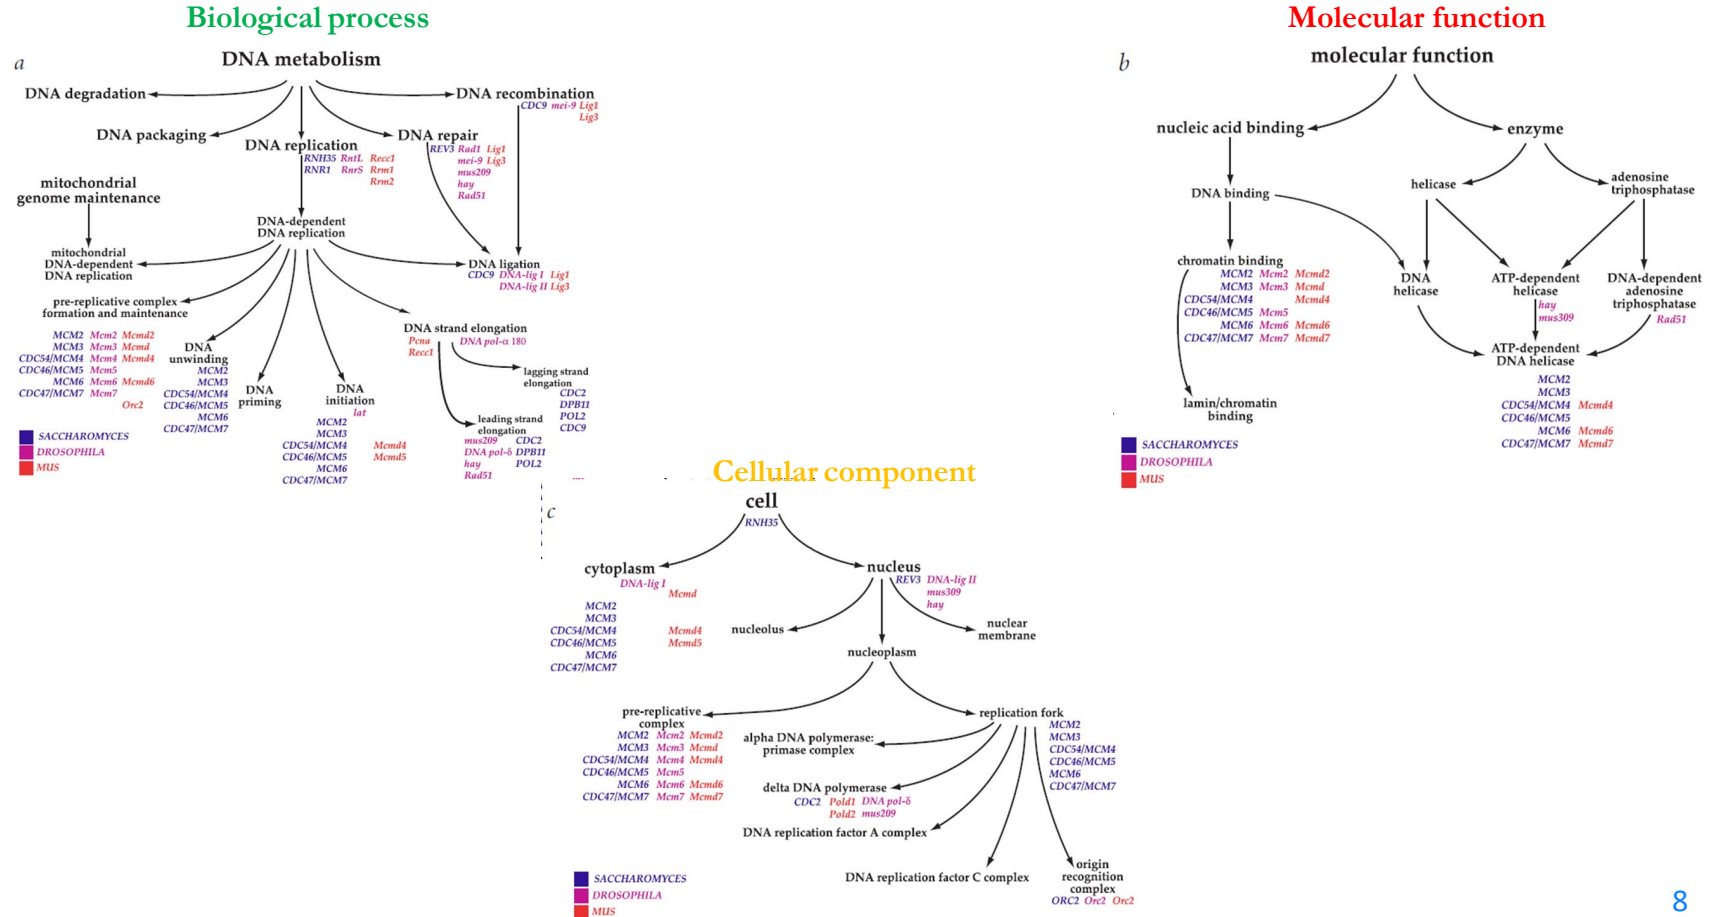 Biological process
a
DNA metabolism
DNA degradation
DNA recombination
CDC9 mei-9 Lig1
Lig3
DNA packaging
DNA replication
RNH35 RntL Recc1
RNR1 RnrS Rrm1
Rrm2
DNA repair
REV3 Rad1 Lig1
mei-9 Lig3
mus209
hay
Rad51
mitochondrial
genome maintenance
DNA-dependent
DNA replication
mitochondrial
DNA-dependent
DNA replication
DNA ligation
CDC9 DNA-lig I Lig1
DNA-lig II Lig3
pre-replicative complex
formation and maintenance
MCM2 Mcm2 Mcmd2
MCM3 Mcm3 Mcmd
CDC54/MCM4 Mcm4 Mcmd4
CDC46/MCM5 Mcm5
MCM6 Mcm6 Mcmd6
CDC47/MCM7 Mcm7
Orc2
DNA
unwinding
MCM2
MCM3
CDC54/MCM4
CDC46/MCM5
MCM6
CDC47/MCM7
DNA
priming
DNA
initiation
lat
MCM2
MCM3
CDC54/MCM4 Mcmd4
CDC46/MCM5 Mcmd5
MCM6
CDC47/MCM7
DNA strand elongation
Pcna DNA pol-α 180
Recc1
lagging strand
elongation
CDC2
DPB11
POL2
CDC9
leading strand
elongation
mus209 CDC2
DNA pol-δ DPB11
hay POL2
Rad51
SACCHAROMYCES
DROSOPHILA
MUS
Molecular function
b
molecular function
nucleic acid binding
enzyme
DNA binding
helicase
adenosine
triphosphatase
chromatin binding
MCM2 Mcm2 Mcmd2
MCM3 Mcm3 Mcmd
CDC54/MCM4 Mcmd4
CDC46/MCM5 Mcm5
MCM6 Mcm6 Mcmd6
CDC47/MCM7 Mcm7 Mcmd7
DNA
helicase
ATP-dependent
helicase
hay
mus309
DNA-dependent
adenosine
triphosphatase
Rad51
ATP-dependent
DNA helicase
MCM2
MCM3
CDC54/MCM4 Mcmd4
CDC46/MCM5
MCM6 Mcmd6
CDC47/MCM7 Mcmd7
lamin/chromatin
binding
SACCHAROMYCES
DROSOPHILA
MUS
Cellular component
c
cell
RNH35
cytoplasm
DNA-lig I
Mcmd
MCM2
MCM3
CDC54/MCM4 Mcmd4
CDC46/MCM5 Mcmd5
MCM6
CDC47/MCM7
nucleus
REV3 DNA-lig II
mus309
hay
nucleolus
nuclear
membrane
nucleoplasm
pre-replicative
complex
MCM2 Mcm2 Mcmd2
MCM3 Mcm3 Mcmd
CDC54/MCM4 Mcm4 Mcmd4
CDC46/MCM5 Mcm5
MCM6 Mcm6 Mcmd6
CDC47/MCM7 Mcm7 Mcmd7
replication fork
MCM2
MCM3
CDC54/MCM4
CDC46/MCM5
MCM6
CDC47/MCM7
alpha DNA polymerase:
primase complex
delta DNA polymerase
CDC2 Pold1 DNA pol-δ
Pold2 mus209
DNA replication factor A complex
DNA replication factor C complex
origin
recognition
complex
ORC2 Orc2 Orc2
SACCHAROMYCES
DROSOPHILA
MUS
8